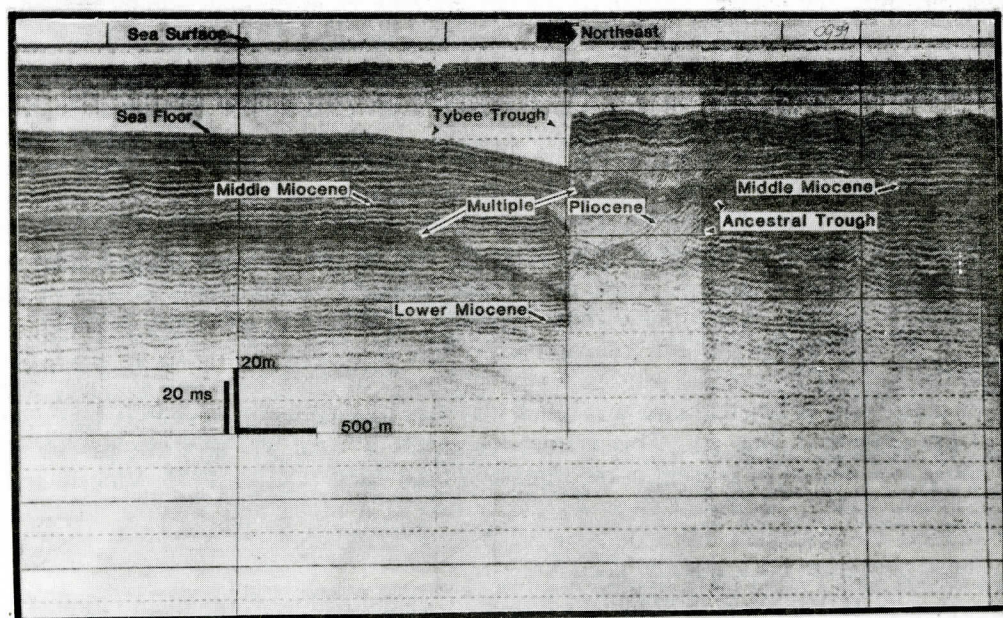 Sea Surface
Northeast
Sea Floor
Tybee Trough
Middle Miocene
Middle Miocene
Multiple
Pliocene
Ancestral Trough
Lower Miocene
20m
20 ms
500 m